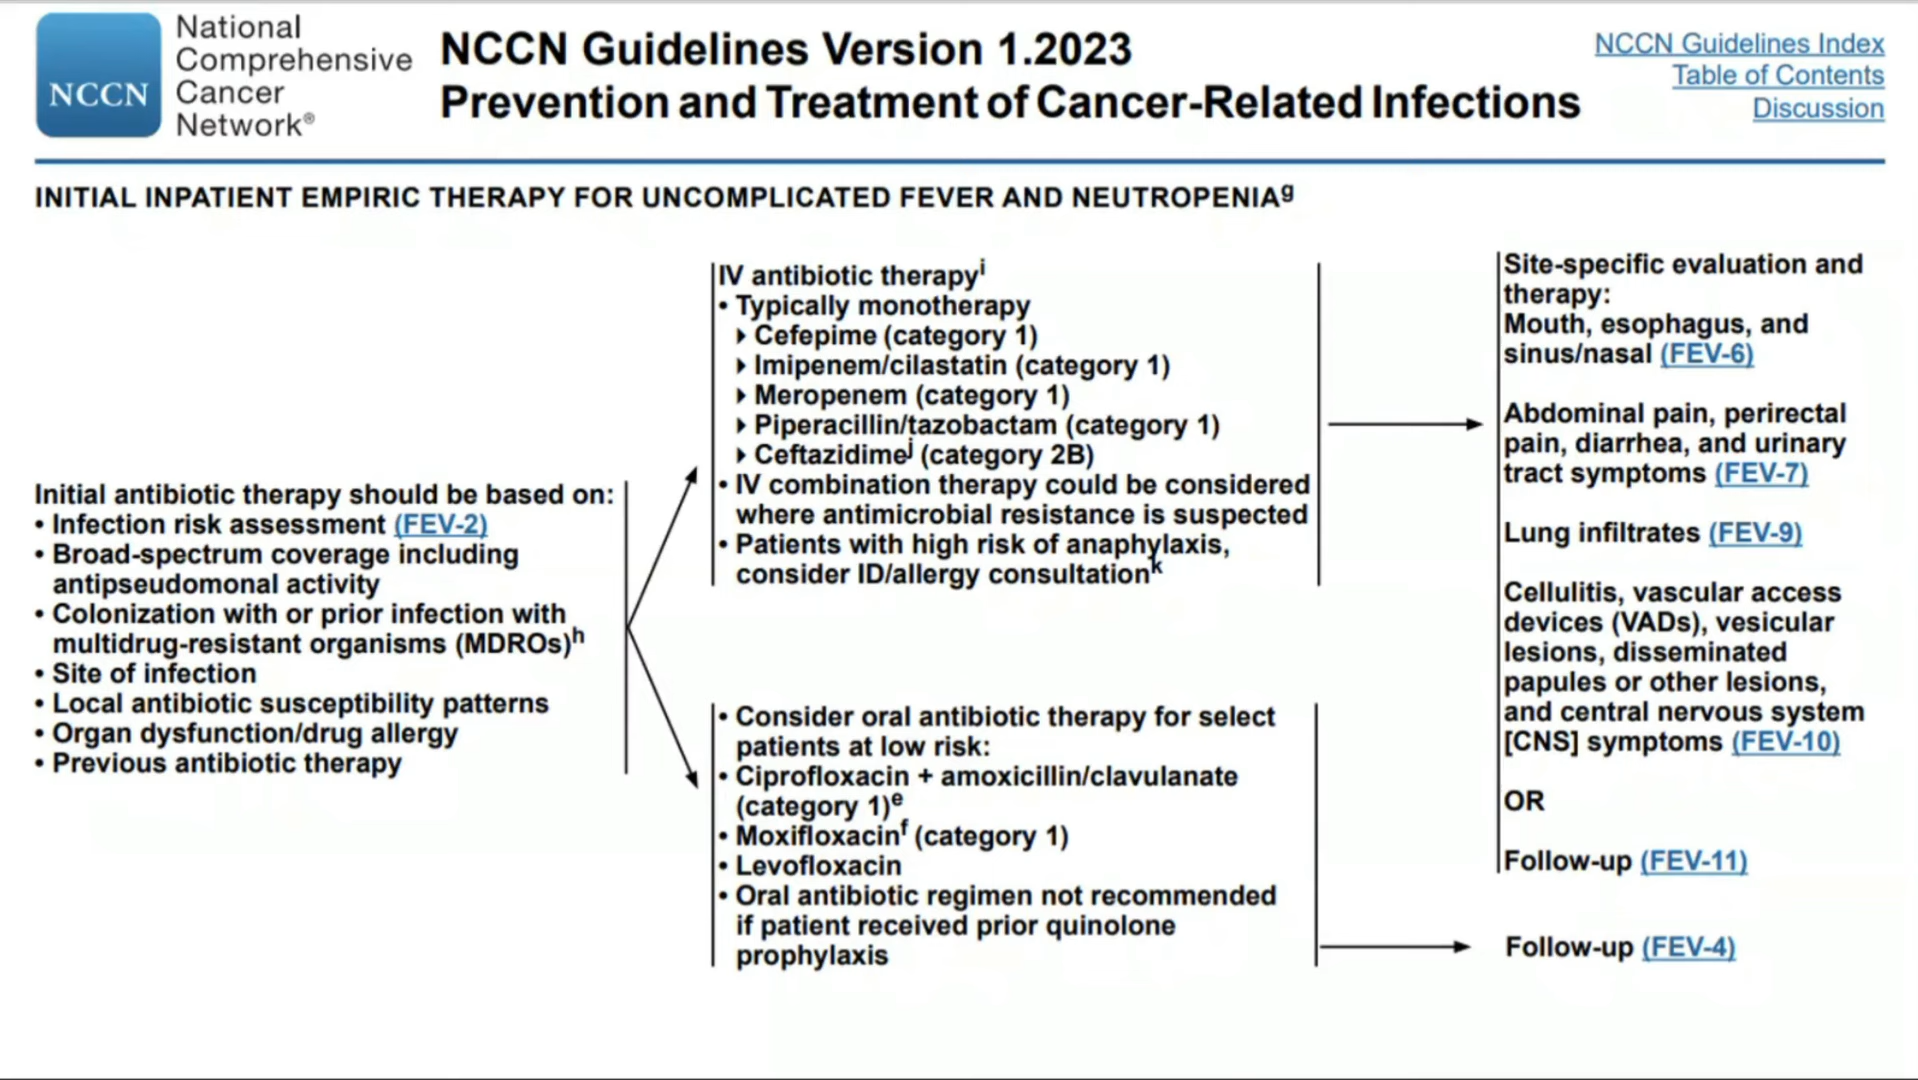 NCCN
National
Comprehensive
Cancer
Network®
NCCN Guidelines Version 1.2023
Prevention and Treatment of Cancer-Related Infections
NCCN Guidelines Index
Table of Contents
Discussion
INITIAL INPATIENT EMPIRIC THERAPY FOR UNCOMPLICATED FEVER AND NEUTROPENIAg
Initial antibiotic therapy should be based on:
• Infection risk assessment (FEV-2)
• Broad-spectrum coverage including
antipseudomonal activity
• Colonization with or prior infection with
multidrug-resistant organisms (MDROs)h
• Site of infection
• Local antibiotic susceptibility patterns
• Organ dysfunction/drug allergy
• Previous antibiotic therapy
IV antibiotic therapyi
• Typically monotherapy
Cefepime (category 1)
Imipenem/cilastatin (category 1)
Meropenem (category 1)
Piperacillin/tazobactam (category 1)
Ceftazidimej (category 2B)
• IV combination therapy could be considered
where antimicrobial resistance is suspected
• Patients with high risk of anaphylaxis,
consider ID/allergy consultationk
• Consider oral antibiotic therapy for select
patients at low risk:
• Ciprofloxacin + amoxicillin/clavulanate
(category 1)e
• Moxifloxacinf (category 1)
• Levofloxacin
• Oral antibiotic regimen not recommended
if patient received prior quinolone
prophylaxis
Site-specific evaluation and
therapy:
Mouth, esophagus, and
sinus/nasal (FEV-6)
Abdominal pain, perirectal
pain, diarrhea, and urinary
tract symptoms (FEV-7)
Lung infiltrates (FEV-9)
Cellulitis, vascular access
devices (VADs), vesicular
lesions, disseminated
papules or other lesions,
and central nervous system
[CNS] symptoms (FEV-10)
OR
Follow-up (FEV-11)
Follow-up (FEV-4)